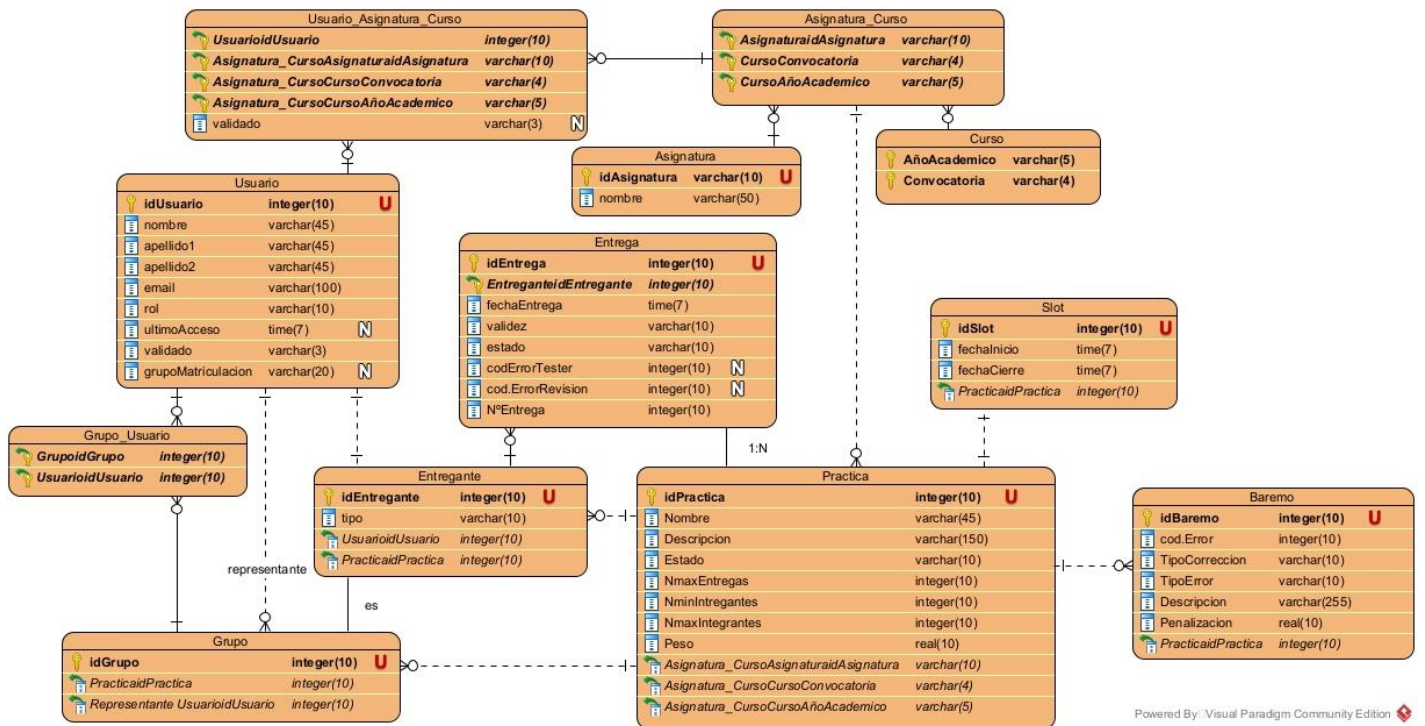 Usuario_Asignatura_Curso
UsuarioidUsuario integer(10)
Asignatura_CursoAsignaturaidAsignatura varchar(10)
Asignatura_CursoCursoConvocatoria varchar(4)
Asignatura_CursoCursoAñoAcademico varchar(5)
validado varchar(3) N
Asignatura_Curso
AsignaturaidAsignatura varchar(10)
CursoConvocatoria varchar(4)
CursoAñoAcademico varchar(5)
Curso
AñoAcademico varchar(5)
Convocatoria varchar(4)
Asignatura
idAsignatura varchar(10) U
nombre varchar(50)
Usuario
idUsuario integer(10) U
nombre varchar(45)
apellido1 varchar(45)
apellido2 varchar(45)
email varchar(100)
rol varchar(10)
ultimoAcceso time(7) N
validado varchar(3)
grupoMatriculacion varchar(20) N
Entrega
idEntrega integer(10) U
EntreganteidEntregante integer(10)
fechaEntrega time(7)
validez varchar(10)
estado varchar(10)
codErrorTester integer(10) N
cod.ErrorRevision integer(10) N
NºEntrega integer(10)
Slot
idSlot integer(10) U
fechaInicio time(7)
fechaCierre time(7)
PracticaidPractica integer(10)
Grupo_Usuario
GrupoidGrupo integer(10)
UsuarioidUsuario integer(10)
1:N
Entregante
idEntregante integer(10) U
tipo varchar(10)
UsuarioidUsuario integer(10)
PracticaidPractica integer(10)
Practica
idPractica integer(10) U
Nombre varchar(45)
Descripcion varchar(150)
Estado varchar(10)
NmaxEntregas integer(10)
NminIntregantes integer(10)
NmaxIntegrantes integer(10)
Peso real(10)
Asignatura_CursoAsignaturaidAsignatura varchar(10)
Asignatura_CursoCursoConvocatoria varchar(4)
Asignatura_CursoCursoAñoAcademico varchar(5)
Baremo
idBaremo integer(10) U
cod.Error integer(10)
TipoCorreccion varchar(10)
TipoError varchar(10)
Descripcion varchar(255)
Penalizacion real(10)
PracticaidPractica integer(10)
representante
es
Grupo
idGrupo integer(10) U
PracticaidPractica integer(10)
Representante UsuarioidUsuario integer(10)
Powered By Visual Paradigm Community Edition